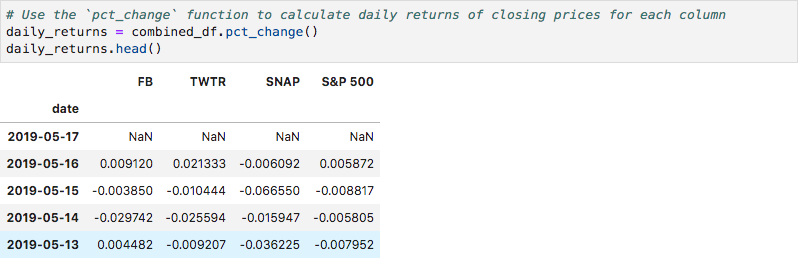 # Use the `pct_change` function to calculate daily returns of closing prices for each column
daily_returns = combined_df.pct_change()
daily_returns.head()
FB TWTR SNAP S&P 500
date
2019-05-17 NaN NaN NaN NaN
2019-05-16 0.009120 0.021333 -0.006092 0.005872
2019-05-15 -0.003850 -0.010444 -0.066550 -0.008817
2019-05-14 -0.029742 -0.025594 -0.015947 -0.005805
2019-05-13 0.004482 -0.009207 -0.036225 -0.007952